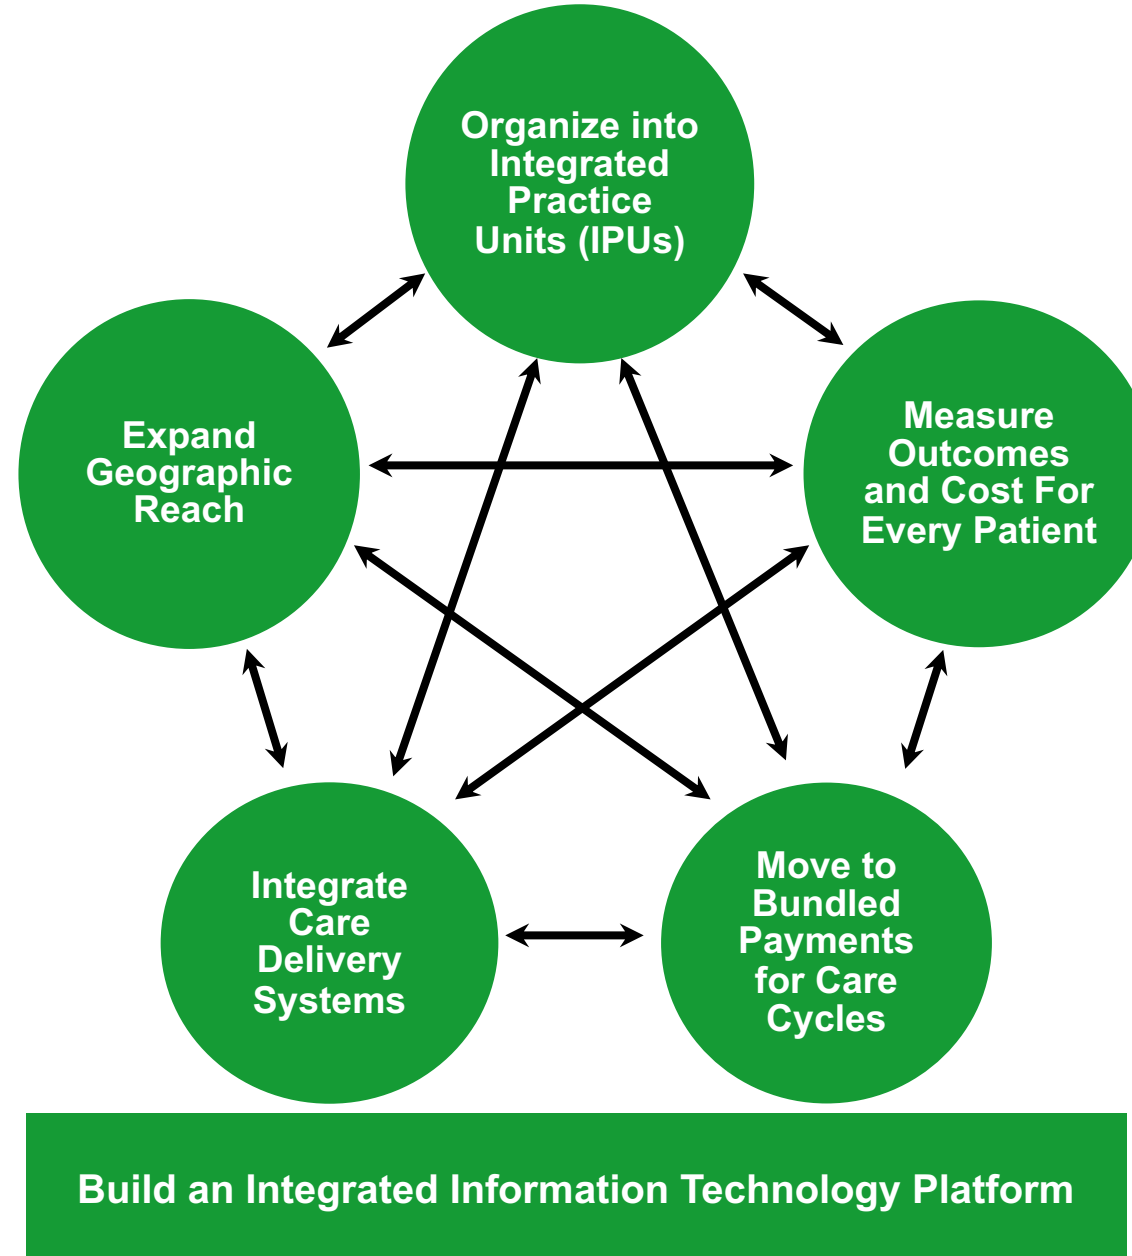 Organize into
Integrated
Practice
Units (IPUs)
Expand
Geographic
Reach
Measure
Outcomes
and Cost For
Every Patient
Integrate
Care
Delivery
Systems
Move to
Bundled
Payments
for Care
Cycles
Build an Integrated Information Technology Platform